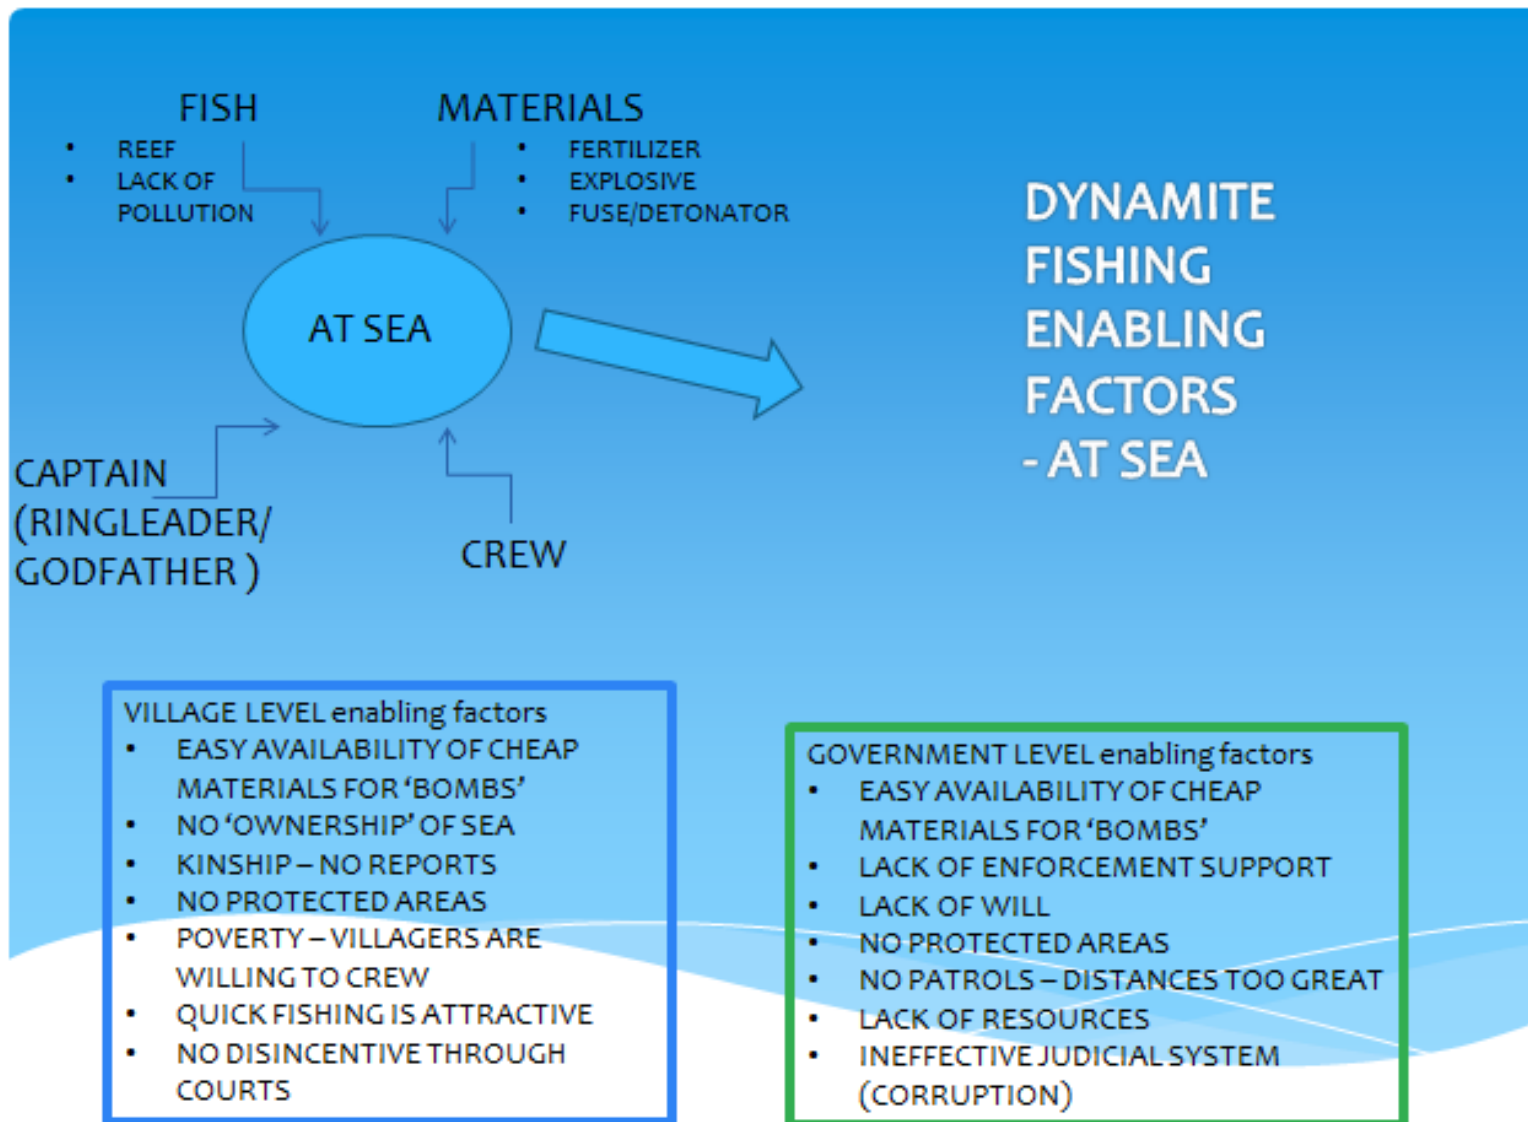 FISH
• REEF
• LACK OF
POLLUTION
MATERIALS
• FERTILIZER
• EXPLOSIVE
• FUSE/DETONATOR
AT SEA
CAPTAIN
(RINGLEADER/
GODFATHER )
CREW
DYNAMITE
FISHING
ENABLING
FACTORS
- AT SEA
VILLAGE LEVEL enabling factors
• EASY AVAILABILITY OF CHEAP
MATERIALS FOR ‘BOMBS’
• NO ‘OWNERSHIP’ OF SEA
• KINSHIP – NO REPORTS
• NO PROTECTED AREAS
• POVERTY – VILLAGERS ARE
WILLING TO CREW
• QUICK FISHING IS ATTRACTIVE
• NO DISINCENTIVE THROUGH
COURTS
GOVERNMENT LEVEL enabling factors
• EASY AVAILABILITY OF CHEAP
MATERIALS FOR ‘BOMBS’
• LACK OF ENFORCEMENT SUPPORT
• LACK OF WILL
• NO PROTECTED AREAS
• NO PATROLS – DISTANCES TOO GREAT
• LACK OF RESOURCES
• INEFFECTIVE JUDICIAL SYSTEM
(CORRUPTION)